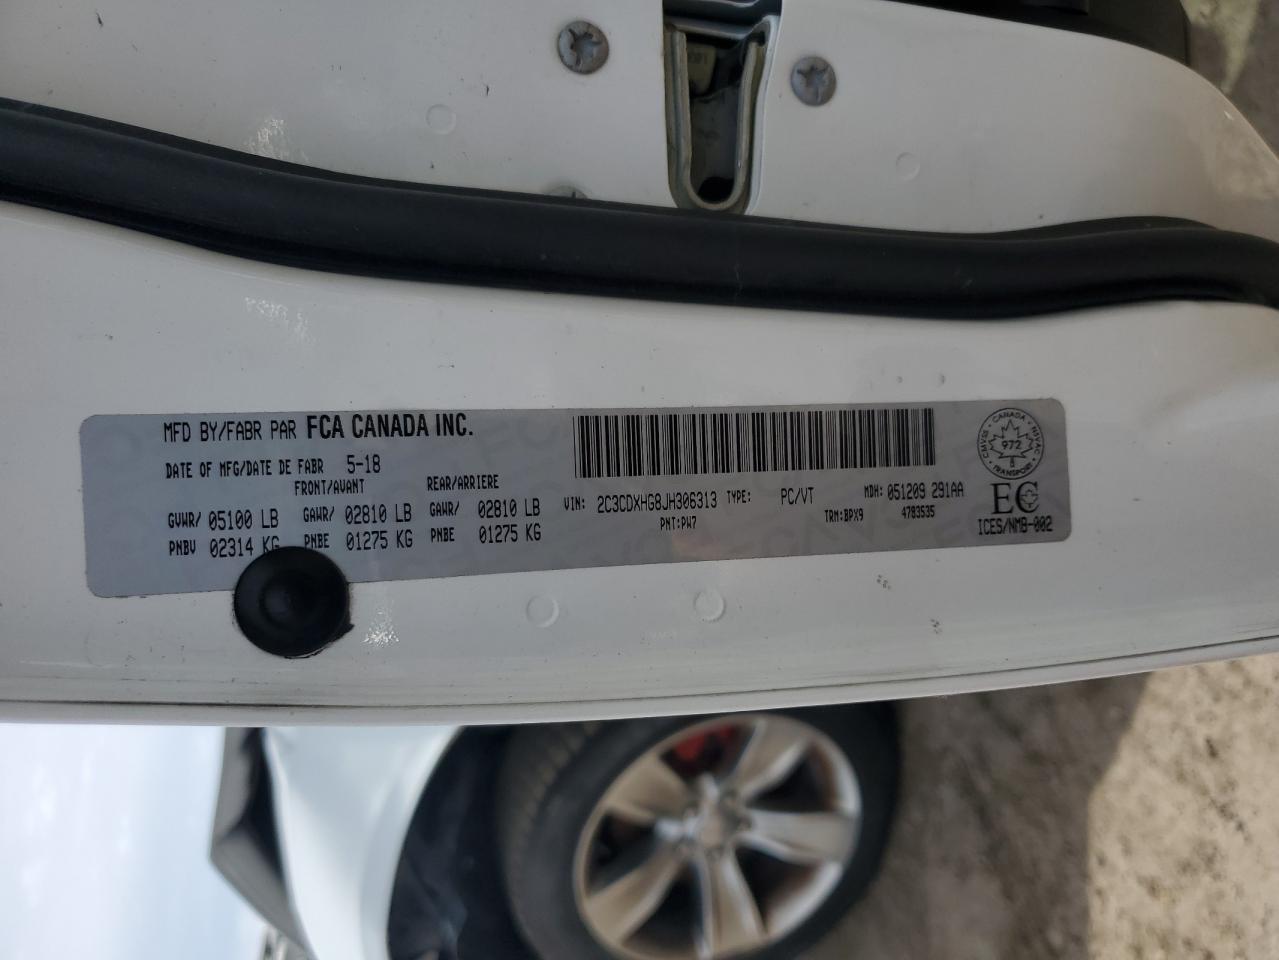 MFD BY/FABR PAR FCA CANADA INC.
DATE OF MFG/DATE DE FABR 5-18
FRONT/AVANT REAR/ARRIERE
GVWR/ 05100 LB GAWR/ 02810 LB GAWR/ 02810 LB
PNBV 02314 KG PNBE 01275 KG PNBE 01275 KG
VIN: 2C3CDXHG8JH306313 TYPE: PC/VT MDH: 051209 291AA
PNT:PW7 TRM:BPX9 4783535
CANADA
CMVSS NSVAC
972
8
TRANSPORT
EC
ICES/NMB-002